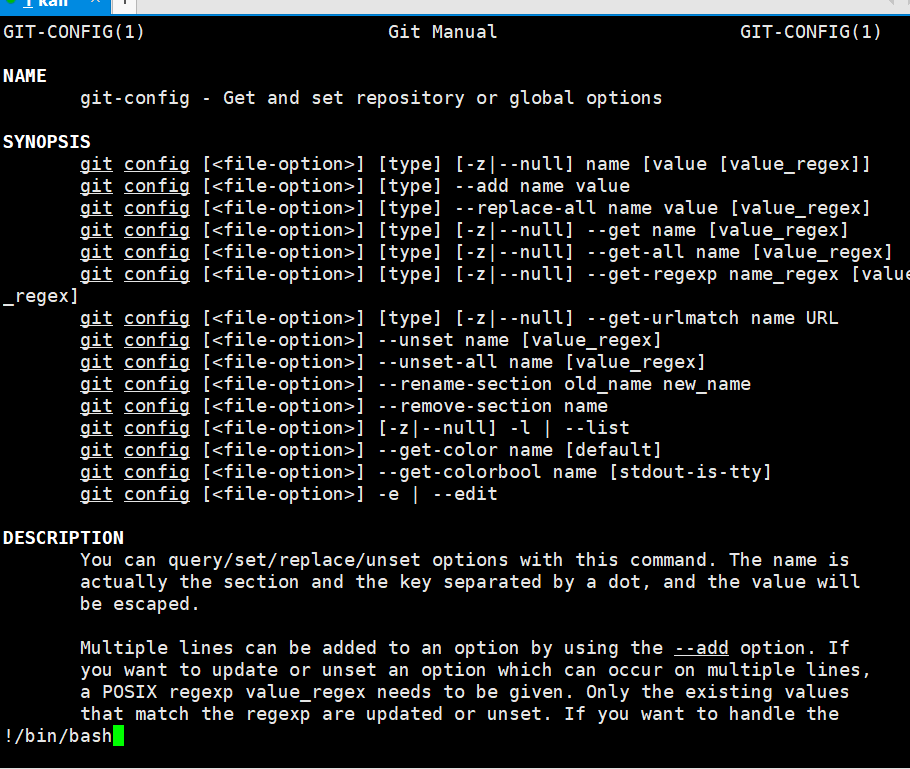 1 kali × +
GIT-CONFIG(1) Git Manual GIT-CONFIG(1)
NAME
git-config - Get and set repository or global options
SYNOPSIS
git config [<file-option>] [type] [-z|--null] name [value [value_regex]]
git config [<file-option>] [type] --add name value
git config [<file-option>] [type] --replace-all name value [value_regex]
git config [<file-option>] [type] [-z|--null] --get name [value_regex]
git config [<file-option>] [type] [-z|--null] --get-all name [value_regex]
git config [<file-option>] [type] [-z|--null] --get-regexp name_regex [value
_regex]
git config [<file-option>] [type] [-z|--null] --get-urlmatch name URL
git config [<file-option>] --unset name [value_regex]
git config [<file-option>] --unset-all name [value_regex]
git config [<file-option>] --rename-section old_name new_name
git config [<file-option>] --remove-section name
git config [<file-option>] [-z|--null] -l | --list
git config [<file-option>] --get-color name [default]
git config [<file-option>] --get-colorbool name [stdout-is-tty]
git config [<file-option>] -e | --edit
DESCRIPTION
You can query/set/replace/unset options with this command. The name is
actually the section and the key separated by a dot, and the value will
be escaped.
Multiple lines can be added to an option by using the --add option. If
you want to update or unset an option which can occur on multiple lines,
a POSIX regexp value_regex needs to be given. Only the existing values
that match the regexp are updated or unset. If you want to handle the
!/bin/bash